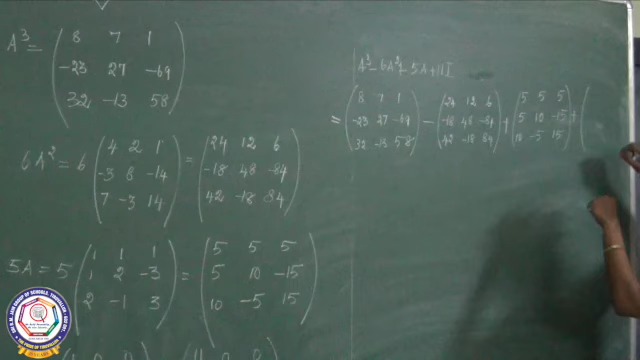 A³ = ( 8 7 1
-23 27 -69
32 -13 58 )
6A² = 6 ( 4 2 1
-3 8 -14
7 -3 14 ) = ( 24 12 6
-18 48 -84
42 -18 84 )
5A = 5 ( 1 1 1
1 2 -3
2 -1 3 ) = ( 5 5 5
5 10 -15
10 -5 15 )
A³ - 6A² + 5A + 11I
= ( 8 7 1
-23 27 -69
32 -13 58 ) - ( 24 12 6
-18 48 -84
42 -18 84 ) + ( 5 5 5
5 10 -15
10 -5 15 ) + (